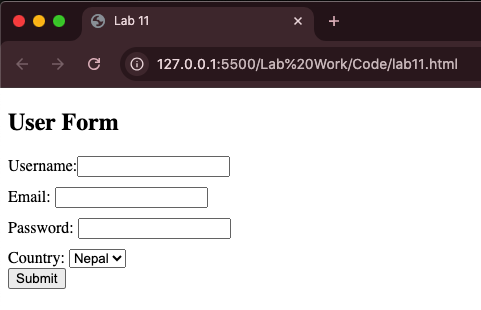 Lab 11
127.0.0.1:5500/Lab%20Work/Code/lab11.html
User Form
Username:
Email:
Password:
Country: Nepal
Submit